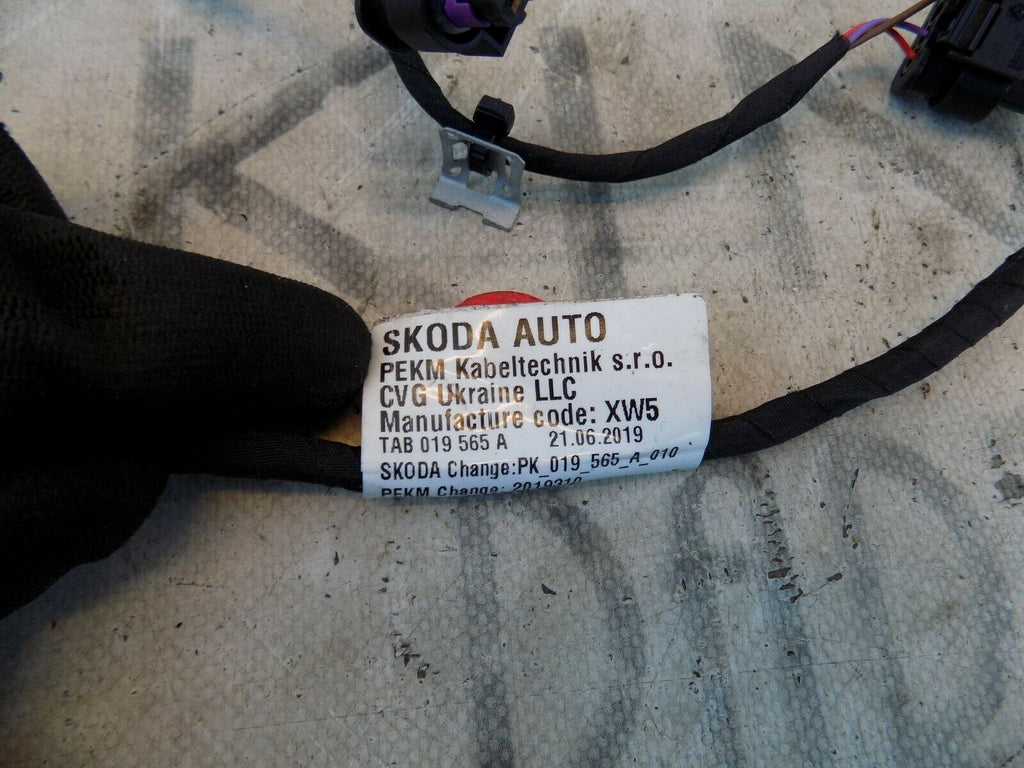 SKODA AUTO
PEKM Kabeltechnik s.r.o.
CVG Ukraine LLC
Manufacture code: XW5
TAB 019 565 A 21.06.2019
SKODA Change:PK_019_565_A_010
PEKM Change: 2019210